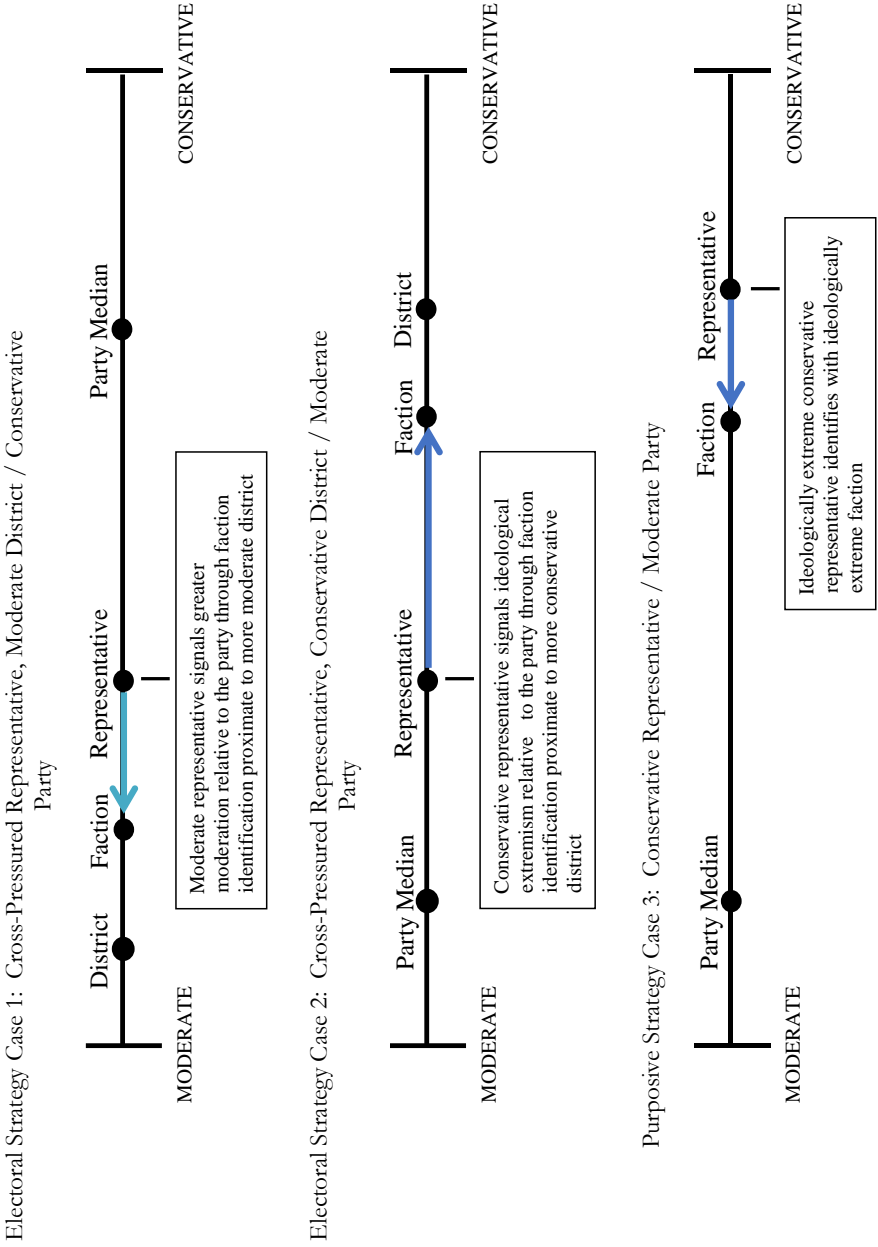 Electoral Strategy Case 1: Cross-Pressured Representative, Moderate District / Conservative
Party
District Faction Representative Party Median
MODERATE CONSERVATIVE
Moderate representative signals greater
moderation relative to the party through faction
identification proximate to more moderate district
Electoral Strategy Case 2: Cross-Pressured Representative, Conservative District / Moderate
Party
Party Median Representative Faction District
MODERATE CONSERVATIVE
Conservative representative signals ideological
extremism relative to the party through faction
identification proximate to more conservative
district
Purposive Strategy Case 3: Conservative Representative / Moderate Party
Party Median Faction Representative
MODERATE CONSERVATIVE
Ideologically extreme conservative
representative identifies with ideologically
extreme faction